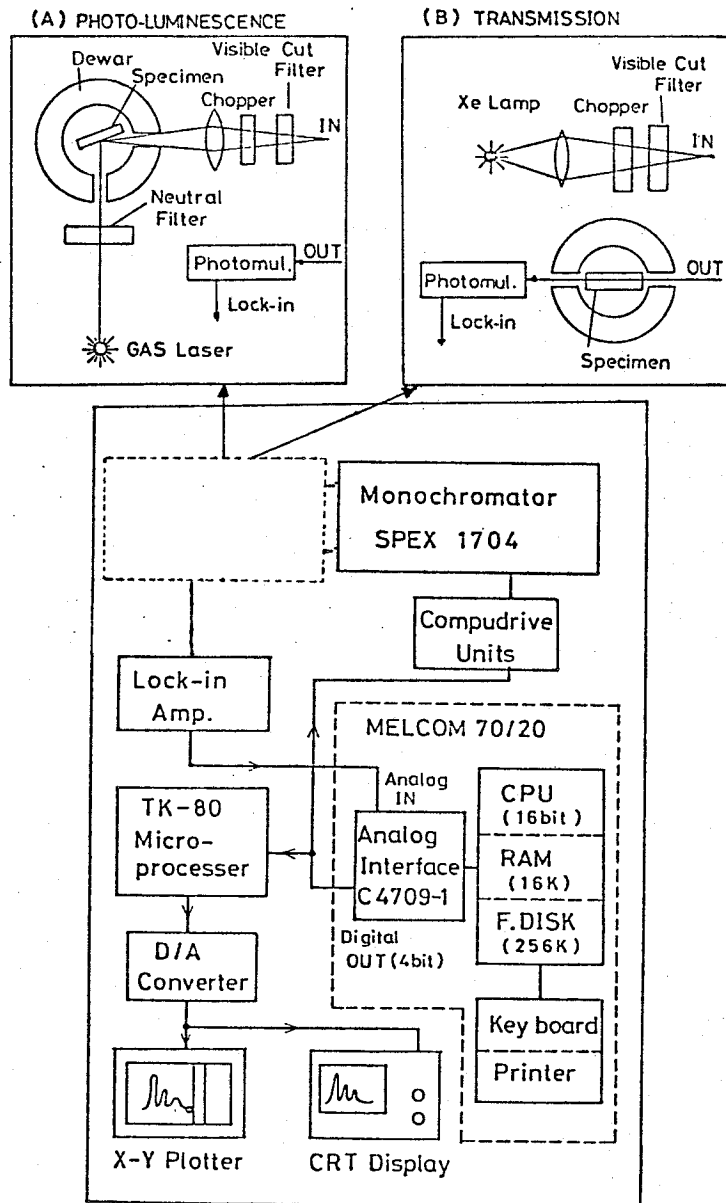 (A) PHOTO-LUMINESCENCE
Dewar
Specimen
Visible Cut
Filter
Chopper
IN
Neutral
Filter
OUT
Photomul.
Lock-in
GAS Laser
(B) TRANSMISSION
Visible Cut
Filter
Xe Lamp
Chopper
IN
OUT
Photomul.
Lock-in
Specimen
Monochromator
SPEX 1704
Compudrive
Units
Lock-in
Amp.
MELCOM 70/20
Analog
IN
TK-80
Micro-
processer
Analog
Interface
C4709-1
CPU
(16bit)
RAM
(16K)
F.DISK
(256K)
Digital
OUT(4bit)
D/A
Converter
Key board
Printer
X-Y Plotter
CRT Display